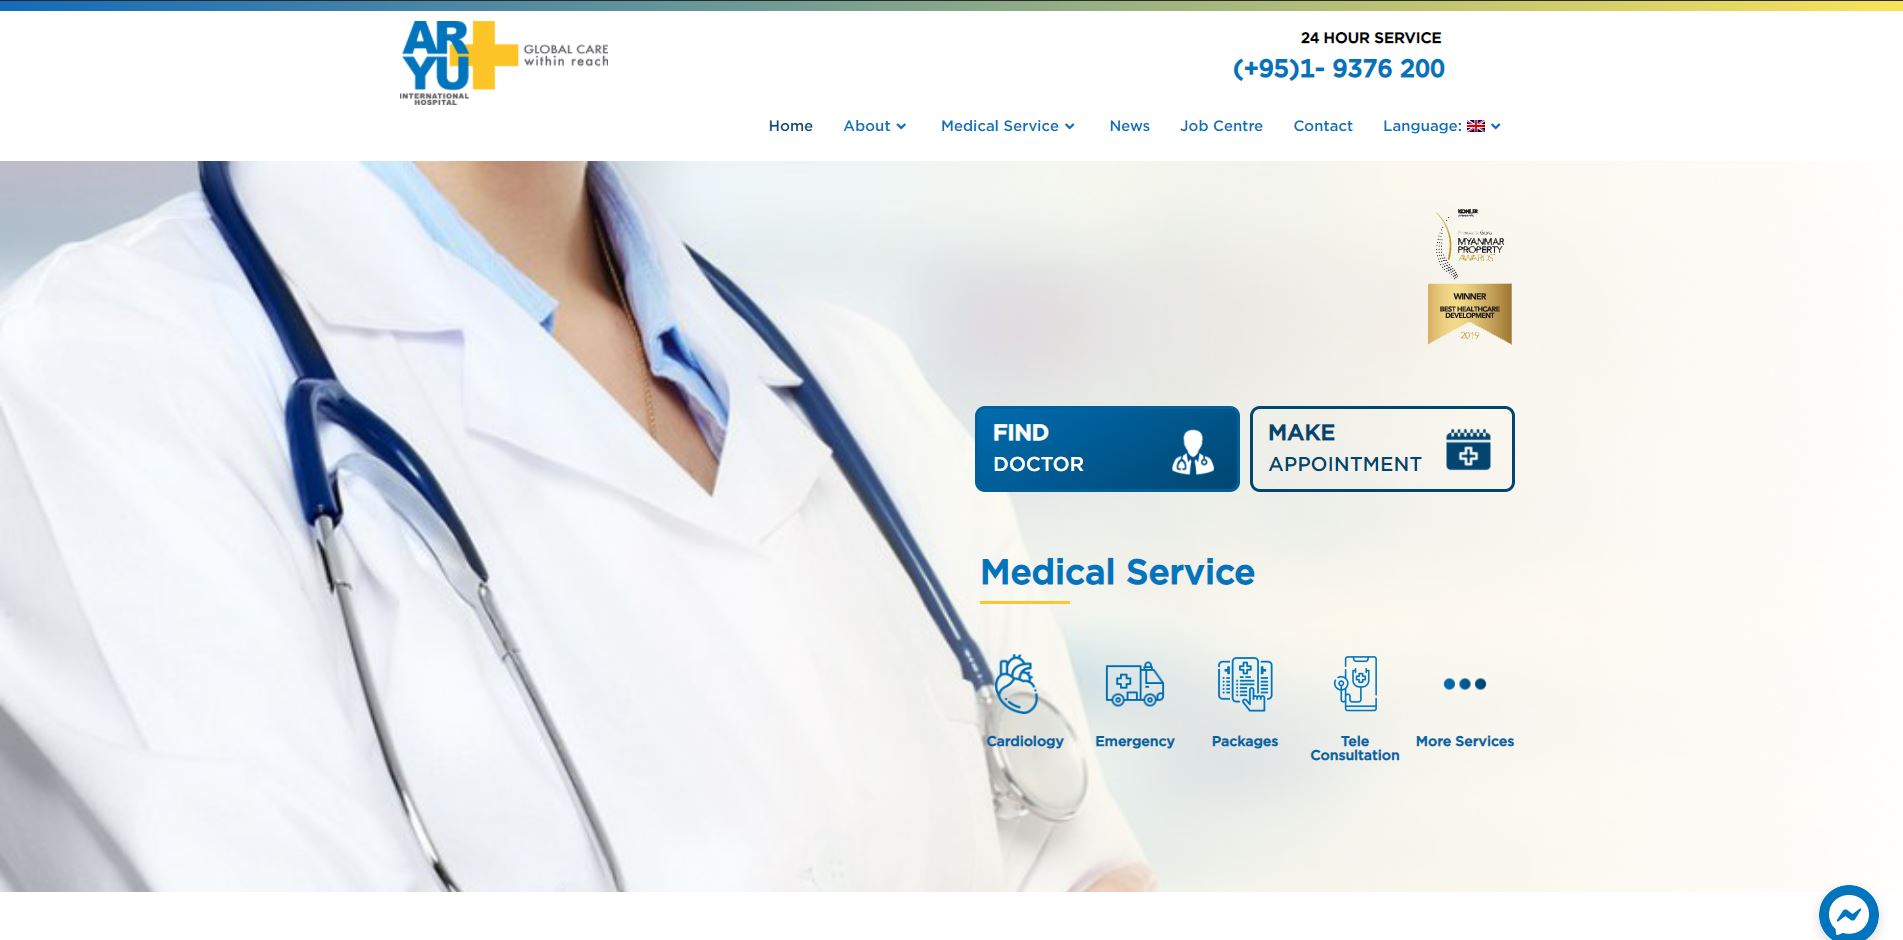 AR
YU
INTERNATIONAL
HOSPITAL
GLOBAL CARE
within reach
24 HOUR SERVICE
(+95)1- 9376 200
Home
About
Medical Service
News
Job Centre
Contact
Language:
KOHLER
MYANMAR
PROPERTY
AWARDS
WINNER
BEST HEALTHCARE
DEVELOPMENT
2019
FIND
DOCTOR
MAKE
APPOINTMENT
Medical Service
Cardiology
Emergency
Packages
Tele
Consultation
More Services